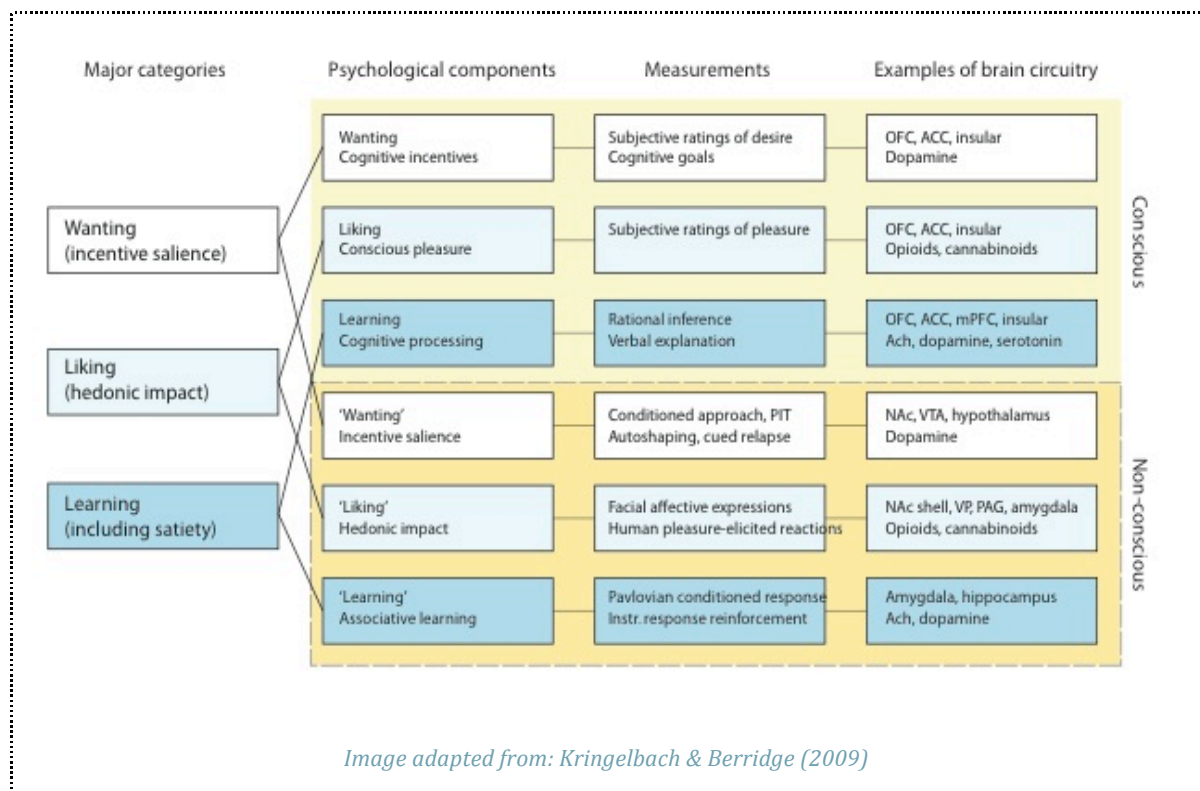 Major categories
Psychological components
Measurements
Examples of brain circuitry
Wanting
(incentive salience)
Liking
(hedonic impact)
Learning
(including satiety)
Wanting
Cognitive incentives
Subjective ratings of desire
Cognitive goals
OFC, ACC, insular
Dopamine
Liking
Conscious pleasure
Subjective ratings of pleasure
OFC, ACC, insular
Opioids, cannabinoids
Learning
Cognitive processing
Rational inference
Verbal explanation
OFC, ACC, mPFC, insular
Ach, dopamine, serotonin
Conscious
'Wanting'
Incentive salience
Conditioned approach, PIT
Autoshaping, cued relapse
NAc, VTA, hypothalamus
Dopamine
'Liking'
Hedonic impact
Facial affective expressions
Human pleasure-elicited reactions
NAc shell, VP, PAG, amygdala
Opioids, cannabinoids
'Learning'
Associative learning
Pavlovian conditioned response
Instr. response reinforcement
Amygdala, hippocampus
Ach, dopamine
Non-conscious
Image adapted from: Kringelbach & Berridge (2009)